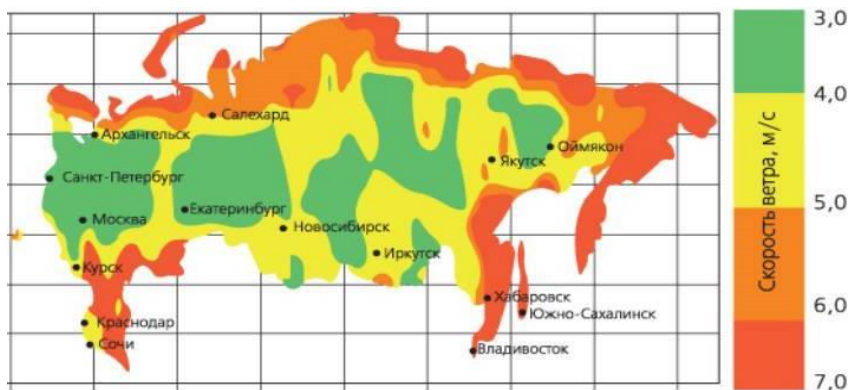 3,0
4,0
5,0
6,0
7,0
Скорость ветра, м/с
Салехард
Архангельск
Оймякон
Якутск
Санкт-Петербург
Екатеринбург
Москва
Новосибирск
Иркутск
Курск
Хабаровск
Южно-Сахалинск
Краснодар
Сочи
Владивосток